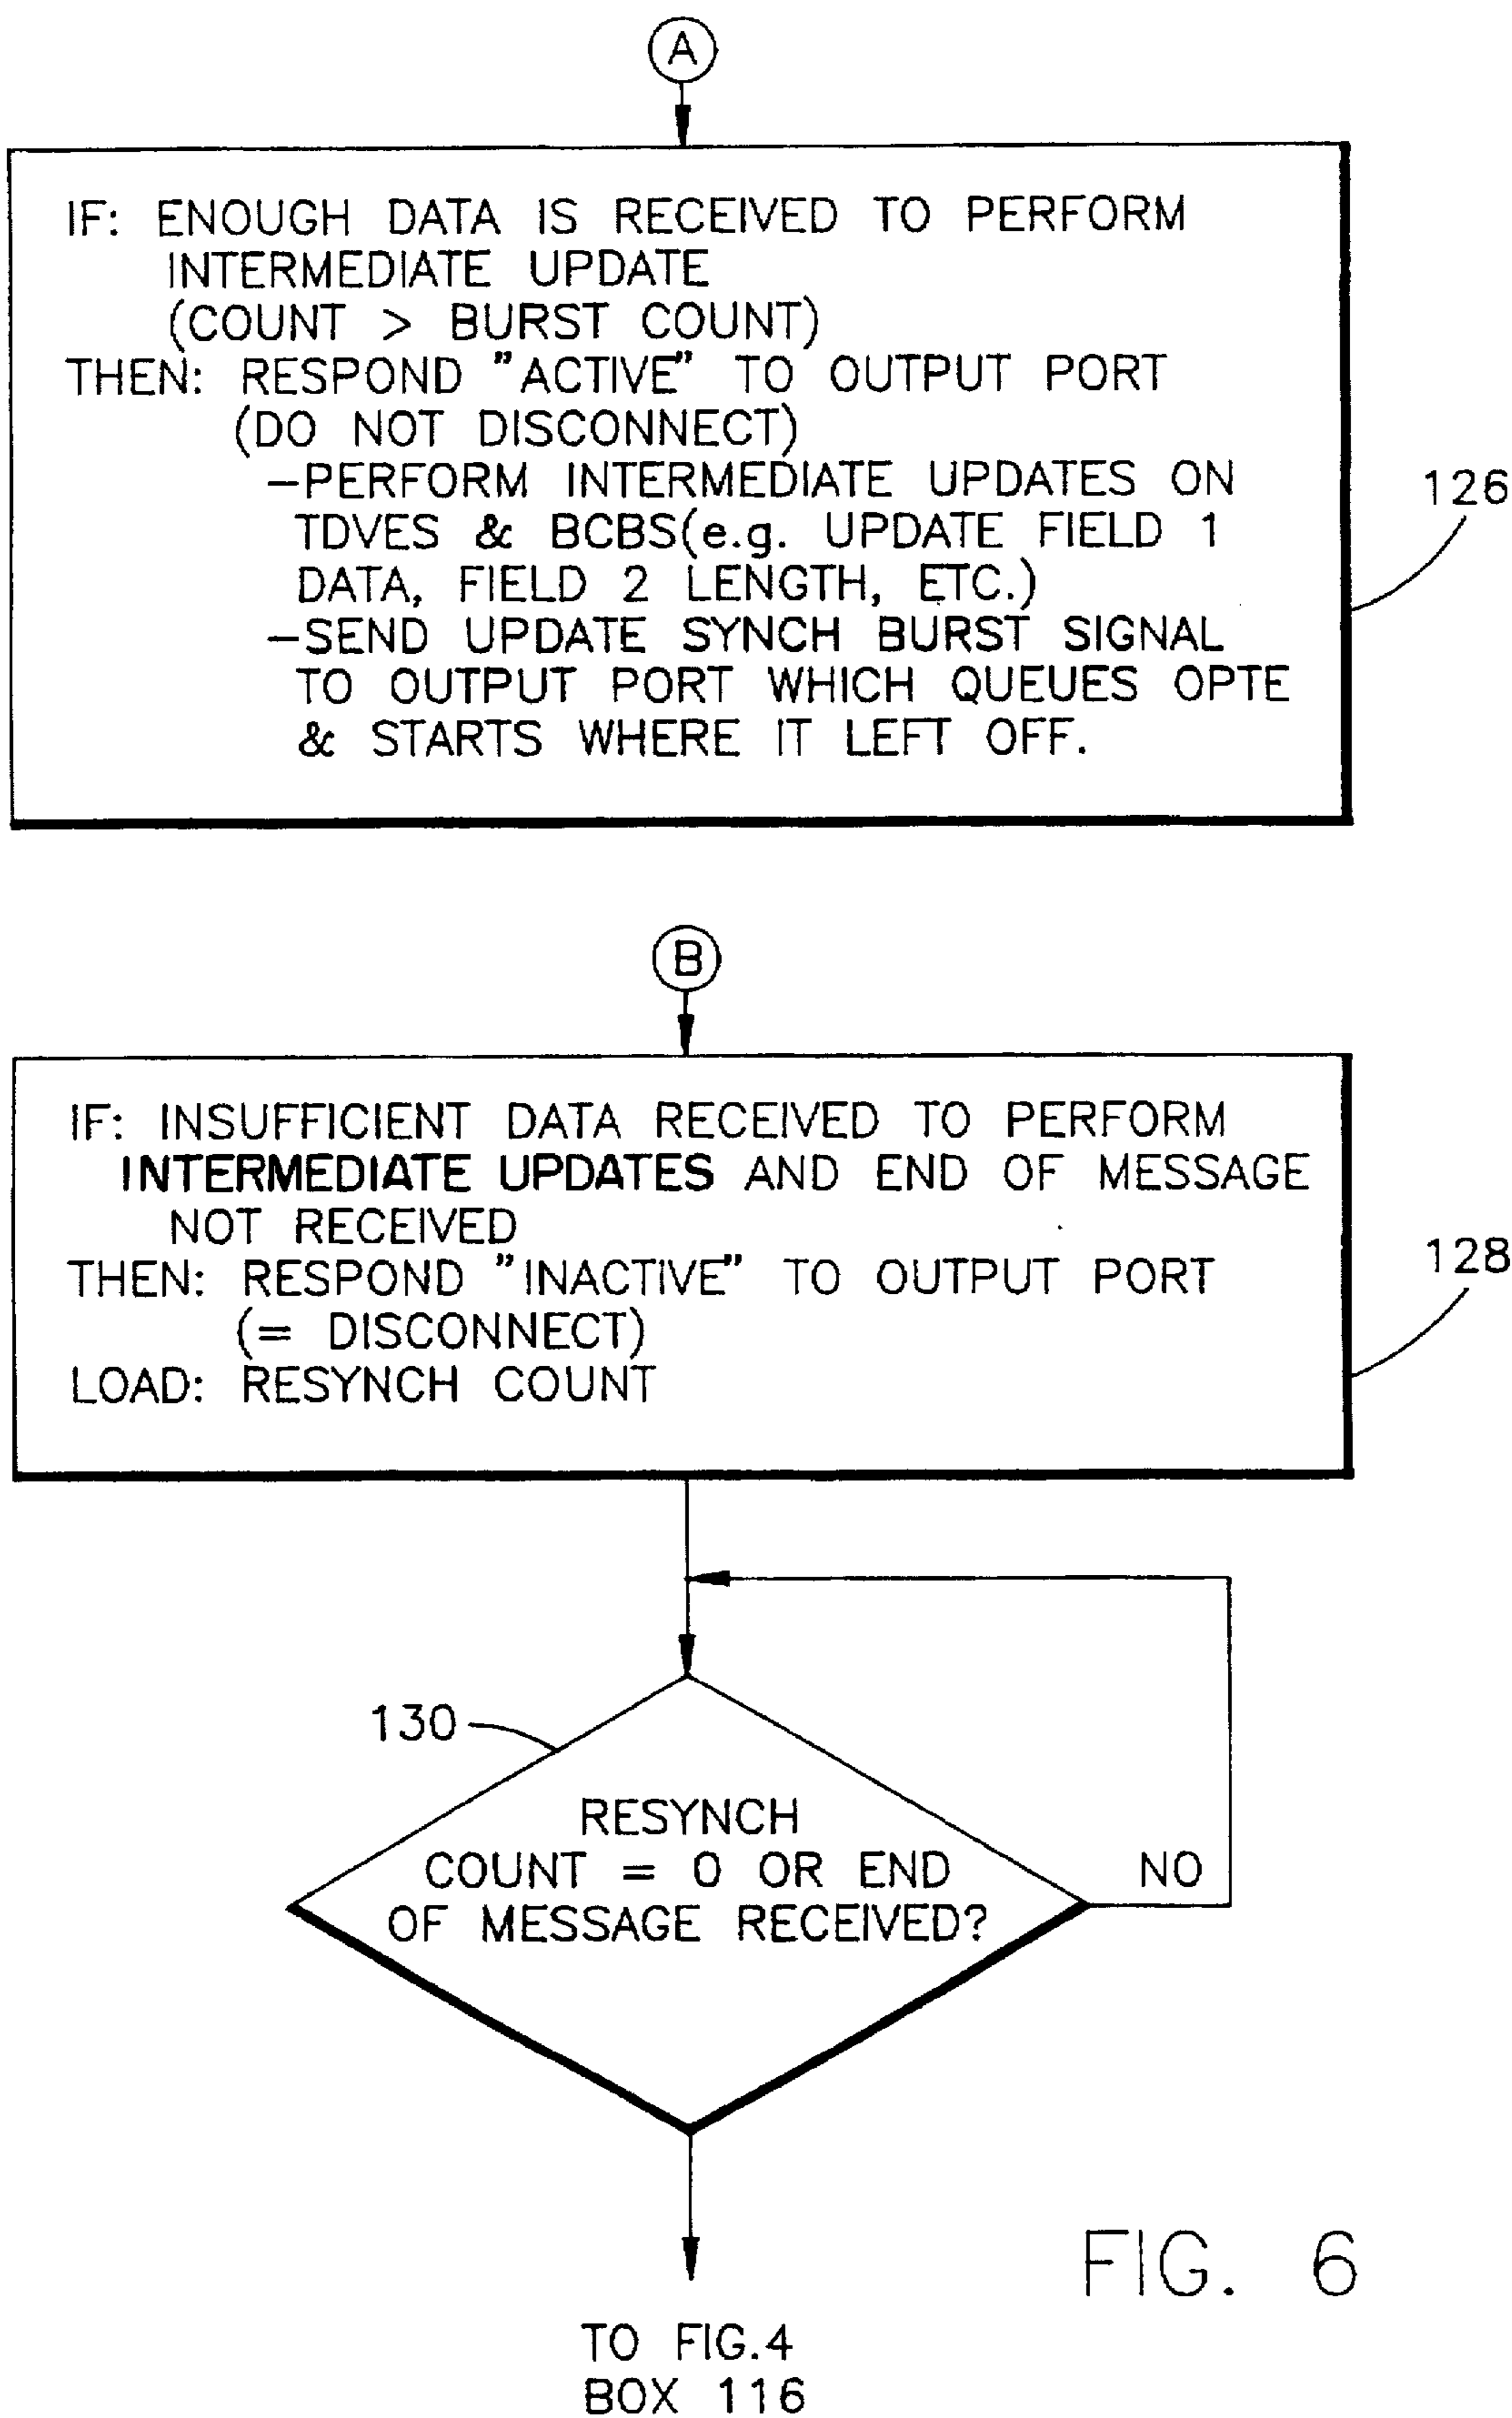 A
IF: ENOUGH DATA IS RECEIVED TO PERFORM
INTERMEDIATE UPDATE
(COUNT > BURST COUNT)
THEN: RESPOND "ACTIVE" TO OUTPUT PORT
(DO NOT DISCONNECT)
-PERFORM INTERMEDIATE UPDATES ON
TDVES & BCBS(e.g. UPDATE FIELD 1
DATA, FIELD 2 LENGTH, ETC.)
-SEND UPDATE SYNCH BURST SIGNAL
TO OUTPUT PORT WHICH QUEUES OPTE
& STARTS WHERE IT LEFT OFF.
126
B
IF: INSUFFICIENT DATA RECEIVED TO PERFORM
INTERMEDIATE UPDATES AND END OF MESSAGE
NOT RECEIVED
THEN: RESPOND "INACTIVE" TO OUTPUT PORT
(= DISCONNECT)
LOAD: RESYNCH COUNT
128
130
RESYNCH
COUNT = 0 OR END
OF MESSAGE RECEIVED?
NO
TO FIG.4
BOX 116
FIG. 6